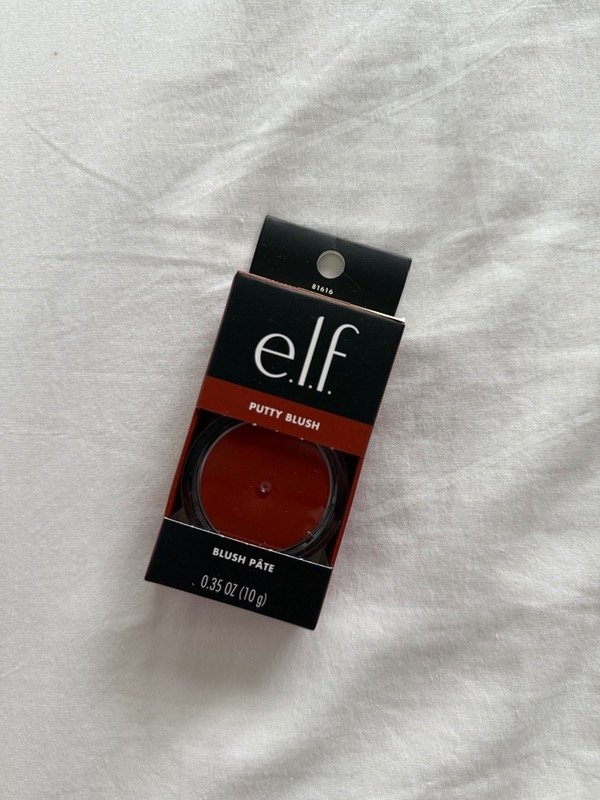 81616
e.l.f.
PUTTY BLUSH
BLUSH PÂTE
0.35 OZ (10 g)